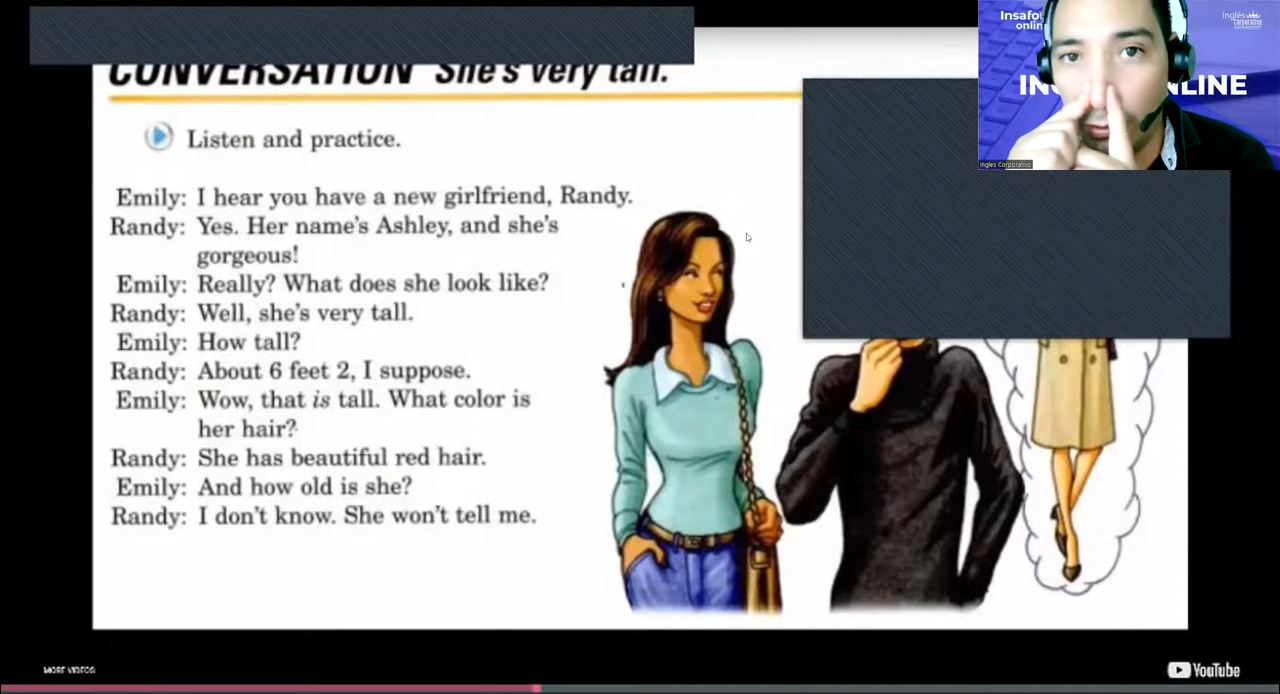 CONVERSATION She's very tall.
Listen and practice.
Emily: I hear you have a new girlfriend, Randy.
Randy: Yes. Her name's Ashley, and she's
gorgeous!
Emily: Really? What does she look like?
Randy: Well, she's very tall.
Emily: How tall?
Randy: About 6 feet 2, I suppose.
Emily: Wow, that is tall. What color is
her hair?
Randy: She has beautiful red hair.
Emily: And how old is she?
Randy: I don't know. She won't tell me.
online
Inglés
Corporativo
Ingles Corporativo
MORE VIDEOS
YouTube